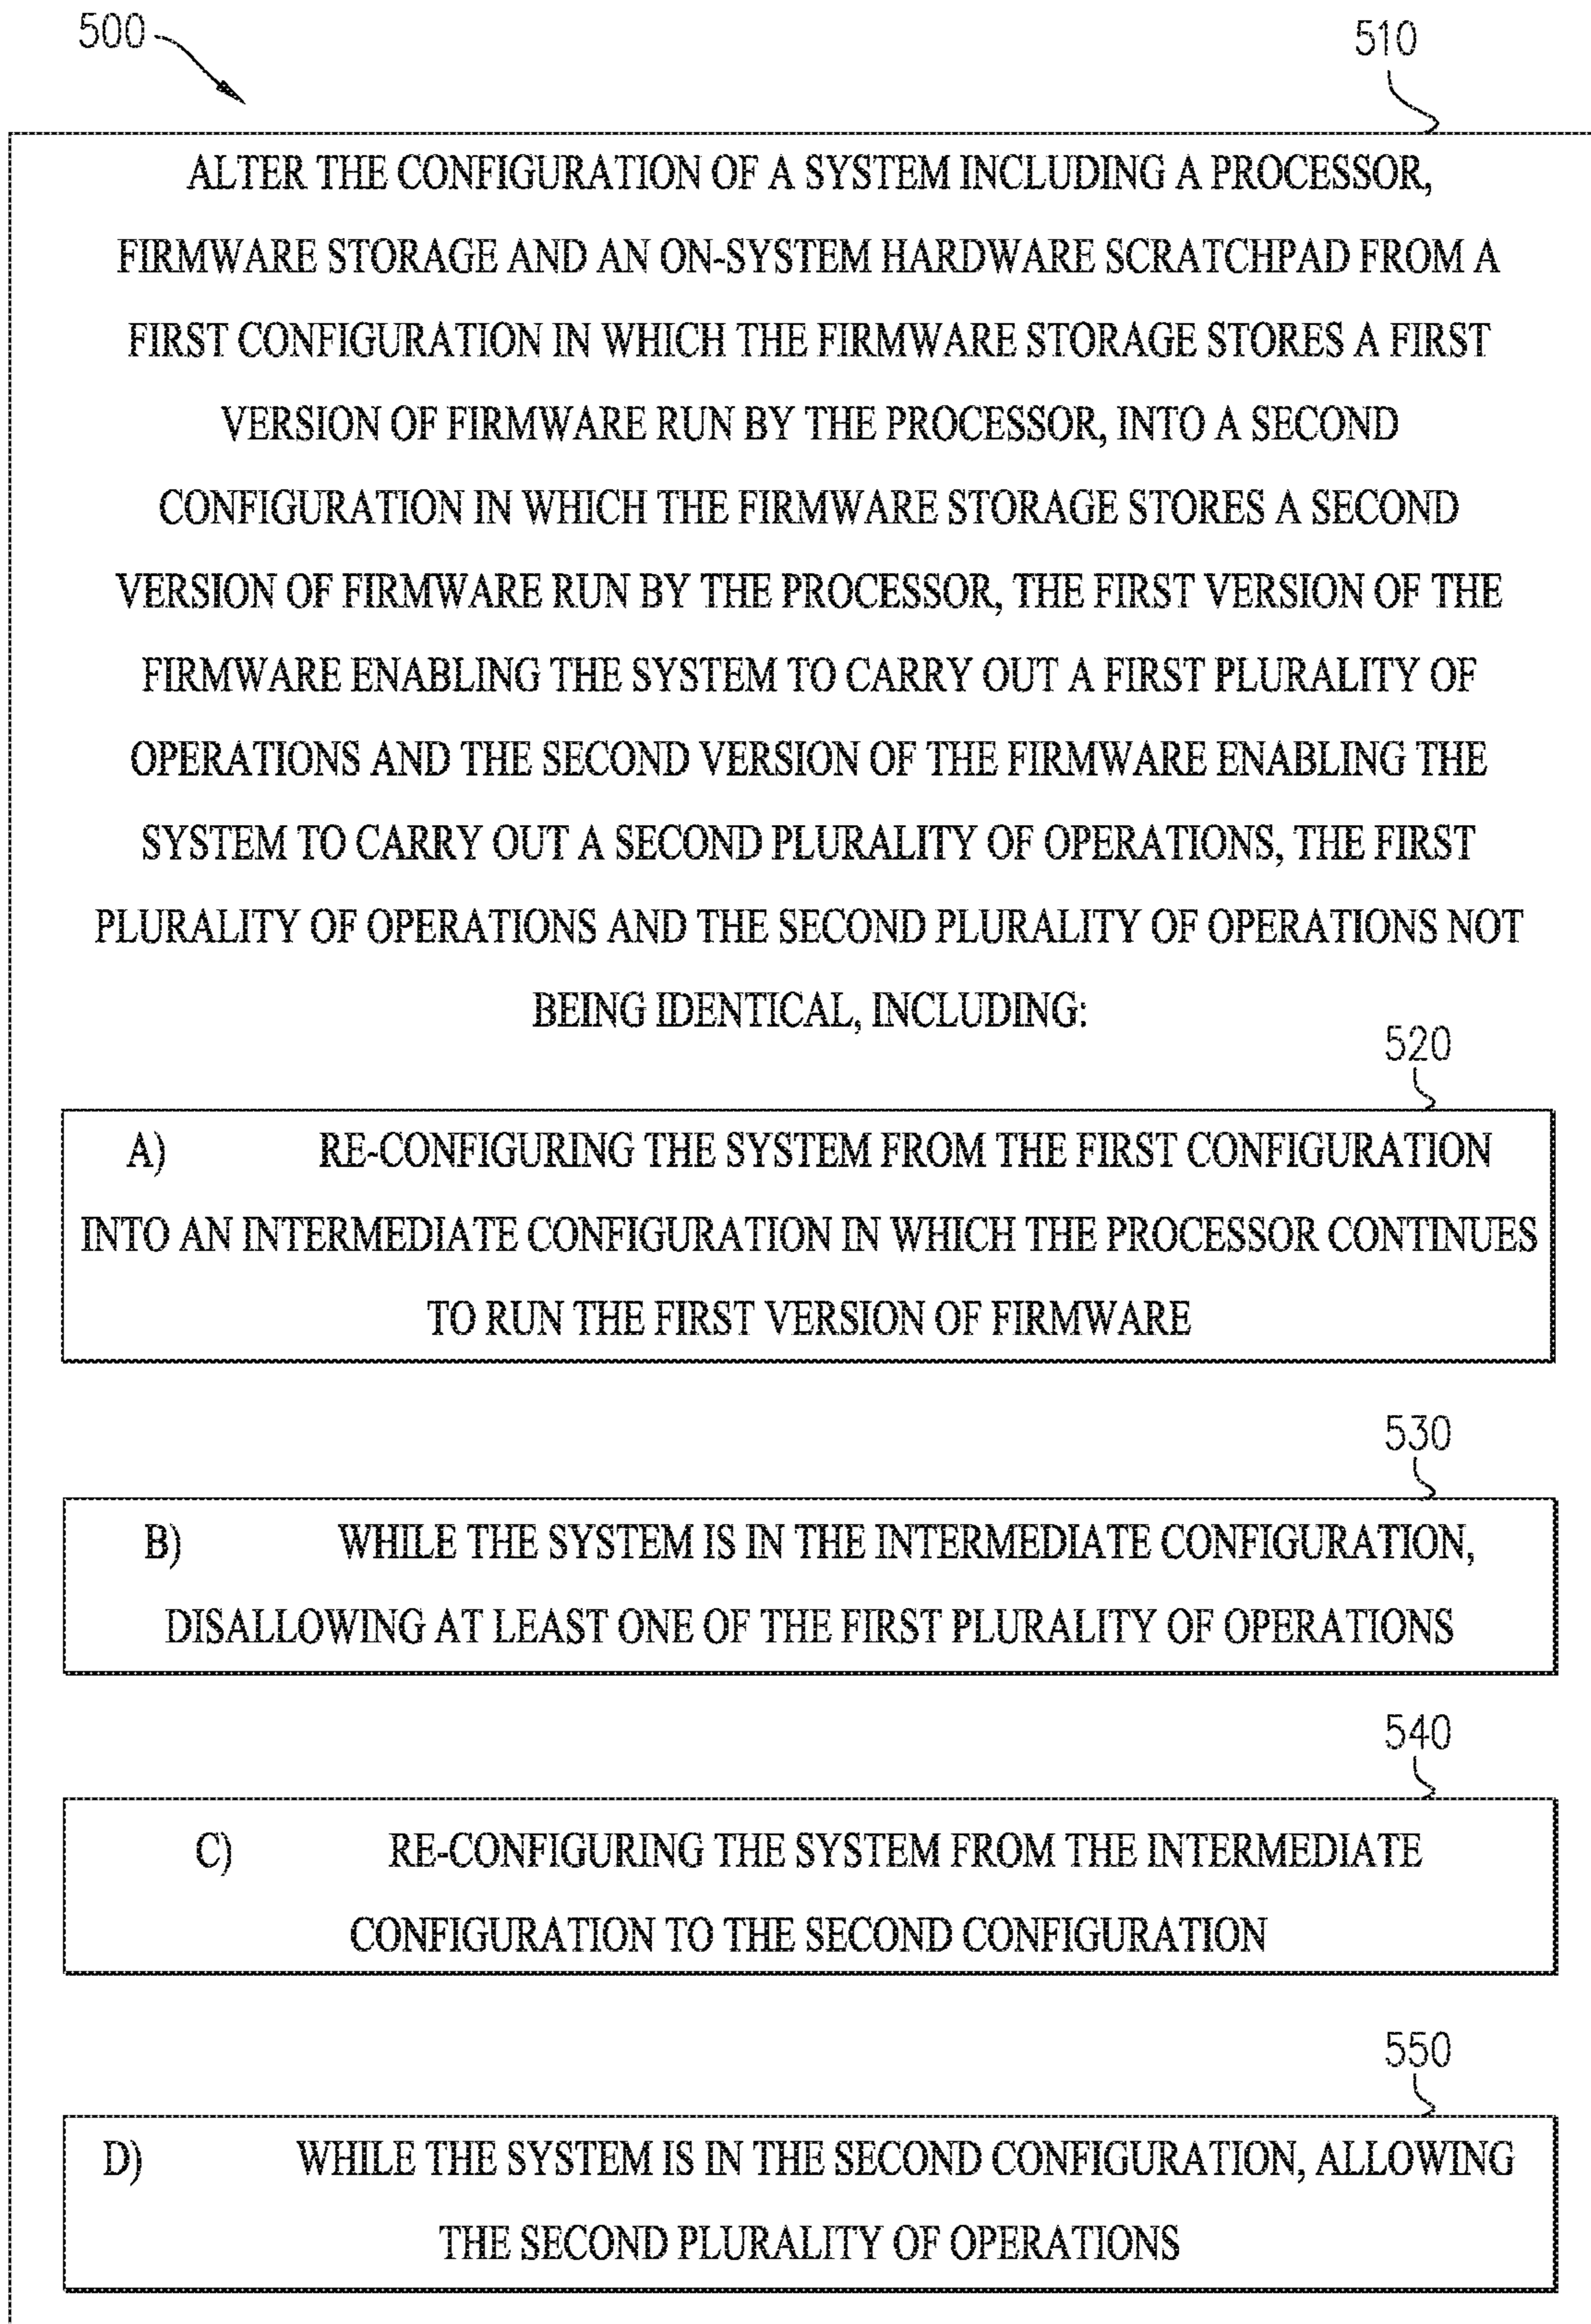 500
510
ALTER THE CONFIGURATION OF A SYSTEM INCLUDING A PROCESSOR,
FIRMWARE STORAGE AND AN ON-SYSTEM HARDWARE SCRATCHPAD FROM A
FIRST CONFIGURATION IN WHICH THE FIRMWARE STORAGE STORES A FIRST
VERSION OF FIRMWARE RUN BY THE PROCESSOR, INTO A SECOND
CONFIGURATION IN WHICH THE FIRMWARE STORAGE STORES A SECOND
VERSION OF FIRMWARE RUN BY THE PROCESSOR, THE FIRST VERSION OF THE
FIRMWARE ENABLING THE SYSTEM TO CARRY OUT A FIRST PLURALITY OF
OPERATIONS AND THE SECOND VERSION OF THE FIRMWARE ENABLING THE
SYSTEM TO CARRY OUT A SECOND PLURALITY OF OPERATIONS, THE FIRST
PLURALITY OF OPERATIONS AND THE SECOND PLURALITY OF OPERATIONS NOT
BEING IDENTICAL, INCLUDING:
520
A) RE-CONFIGURING THE SYSTEM FROM THE FIRST CONFIGURATION
INTO AN INTERMEDIATE CONFIGURATION IN WHICH THE PROCESSOR CONTINUES
TO RUN THE FIRST VERSION OF FIRMWARE
530
B) WHILE THE SYSTEM IS IN THE INTERMEDIATE CONFIGURATION,
DISALLOWING AT LEAST ONE OF THE FIRST PLURALITY OF OPERATIONS
540
C) RE-CONFIGURING THE SYSTEM FROM THE INTERMEDIATE
CONFIGURATION TO THE SECOND CONFIGURATION
550
D) WHILE THE SYSTEM IS IN THE SECOND CONFIGURATION, ALLOWING
THE SECOND PLURALITY OF OPERATIONS